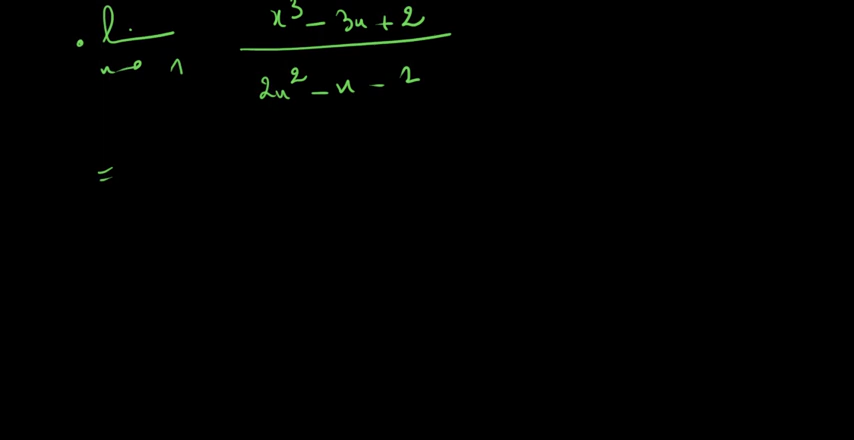 • lim x→1 (x³ − 3x + 2) / (2x² − x − 2)
=